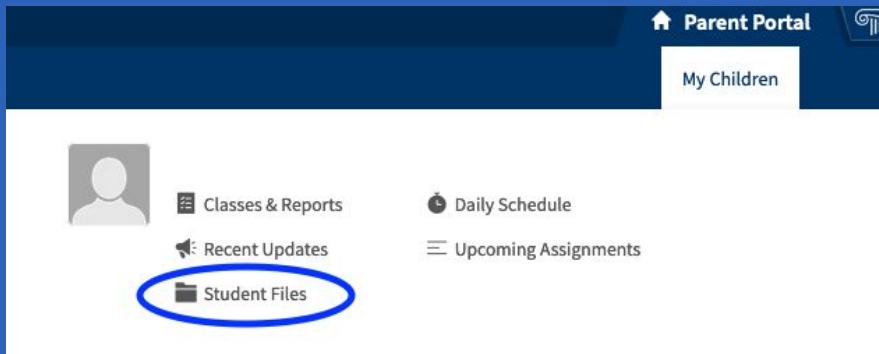 Parent Portal
My Children
Classes & Reports
Daily Schedule
Recent Updates
Upcoming Assignments
Student Files